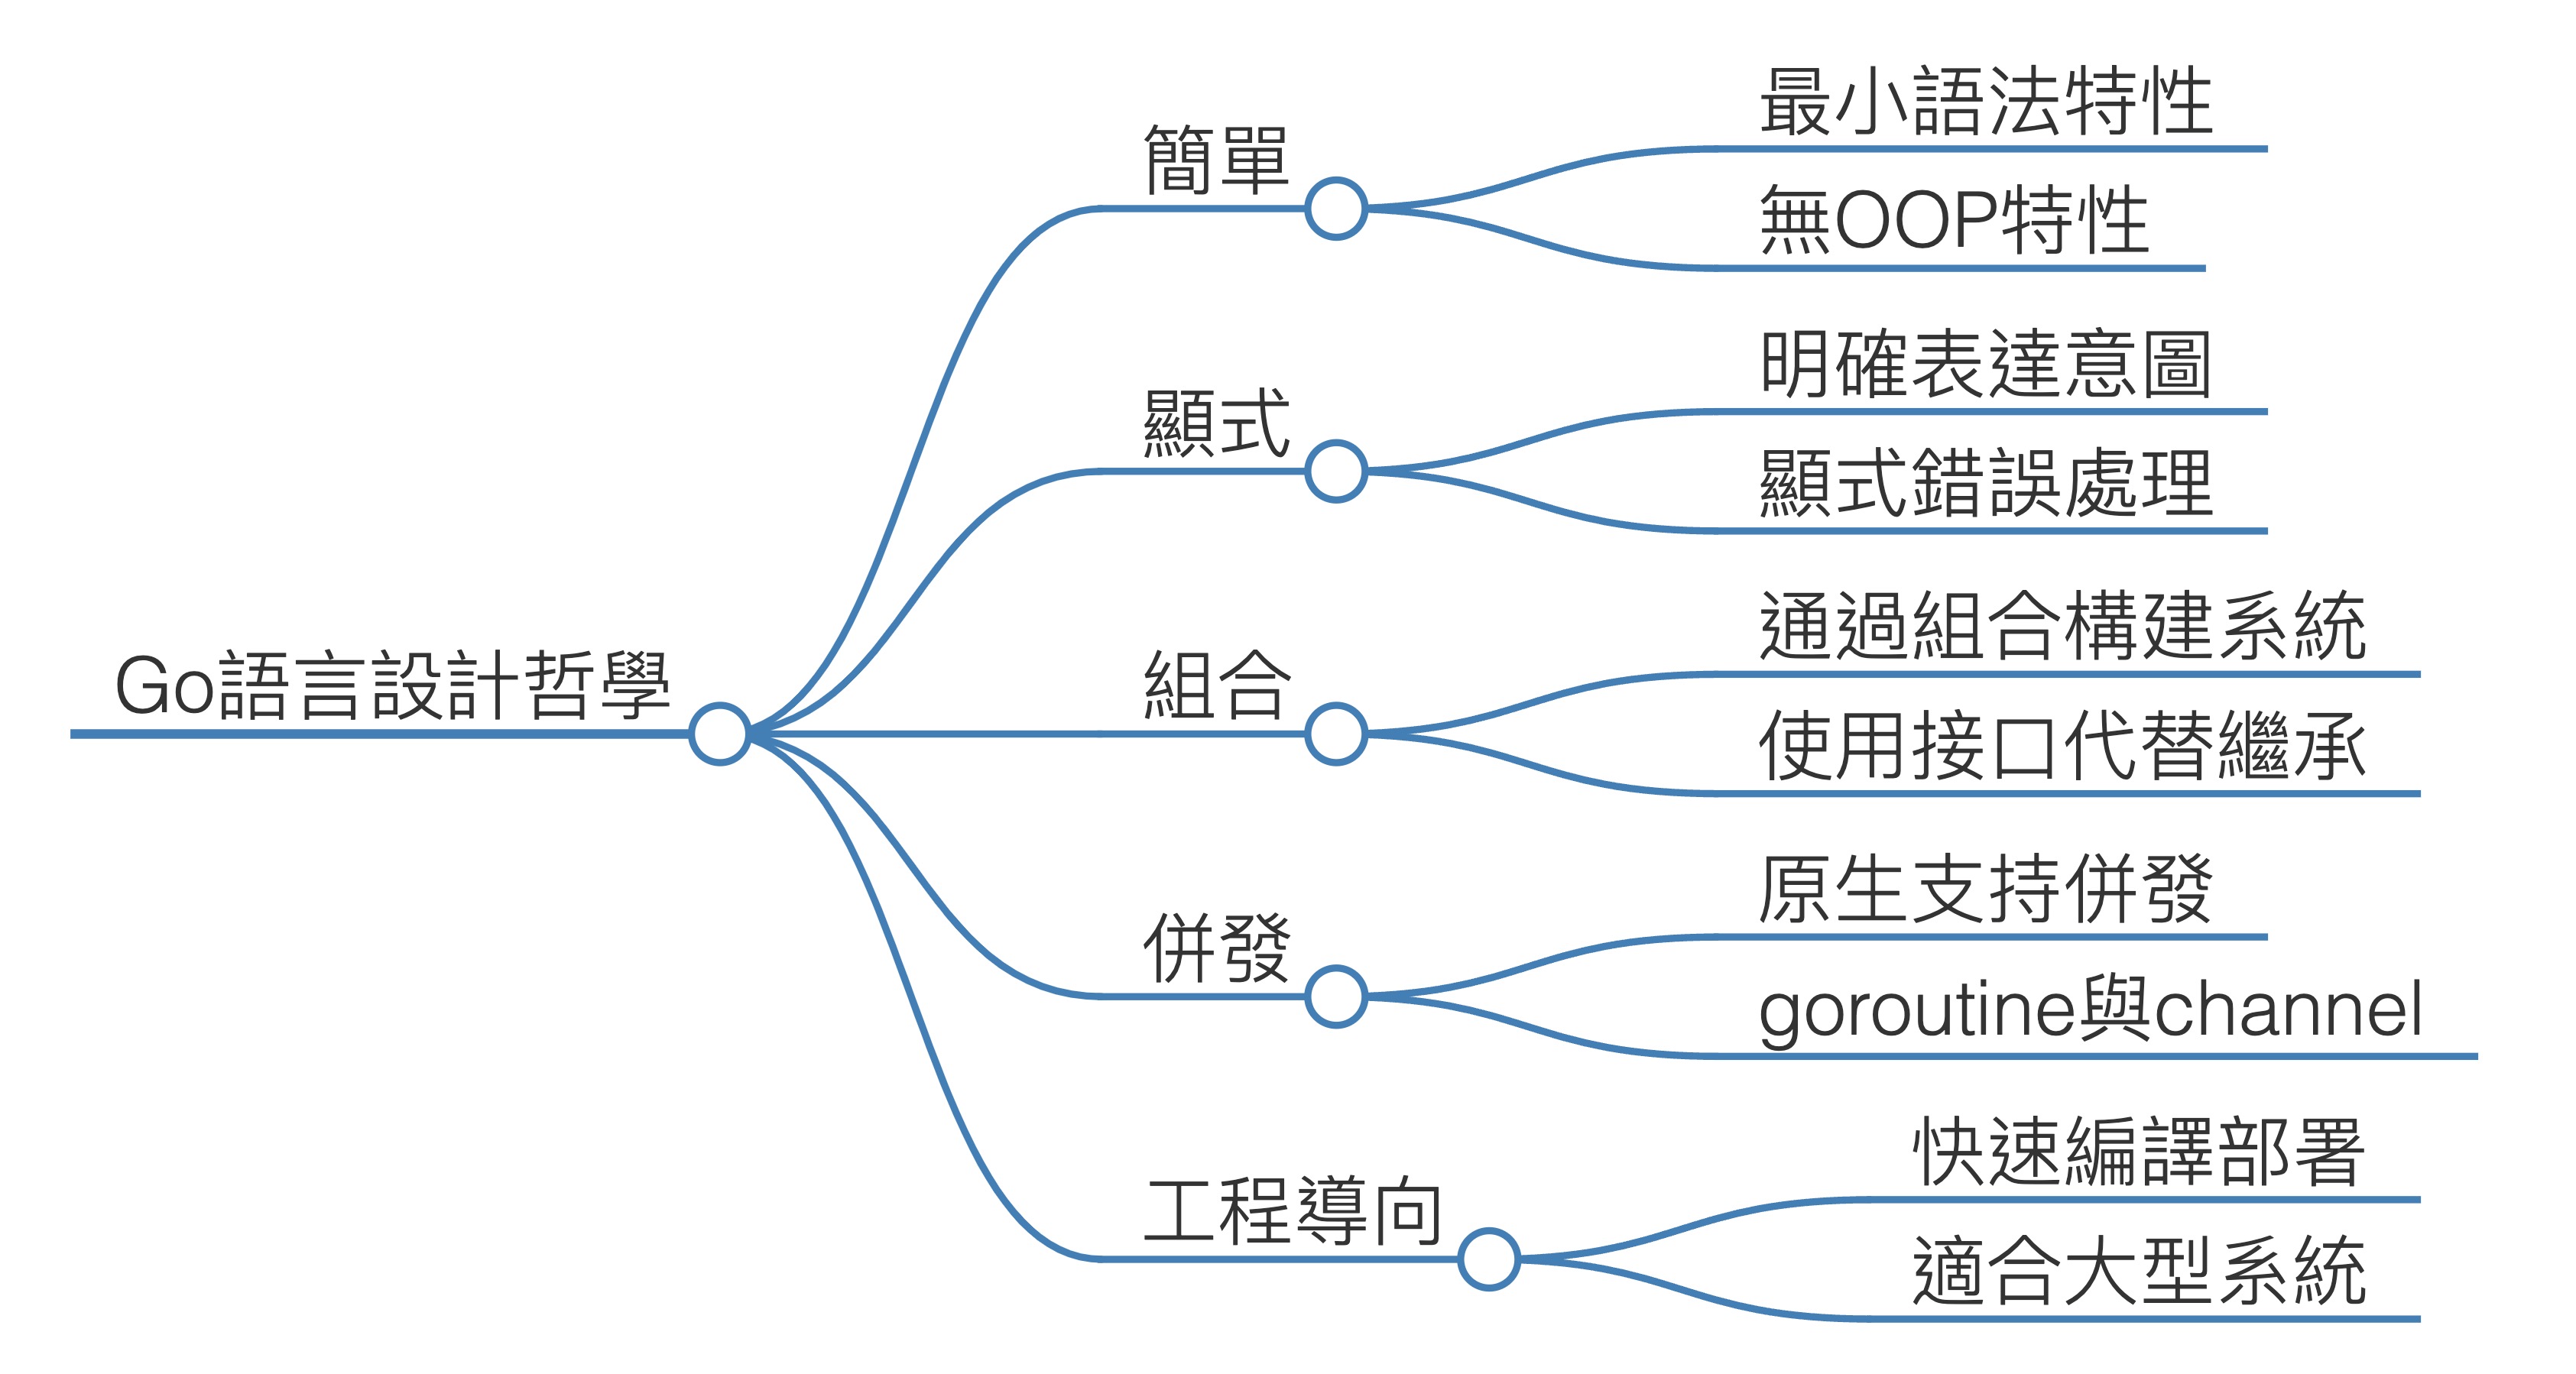 Go語言設計哲學
簡單
最小語法特性
無OOP特性
顯式
明確表達意圖
顯式錯誤處理
組合
通過組合構建系統
使用接口代替繼承
併發
原生支持併發
goroutine與channel
工程導向
快速編譯部署
適合大型系統